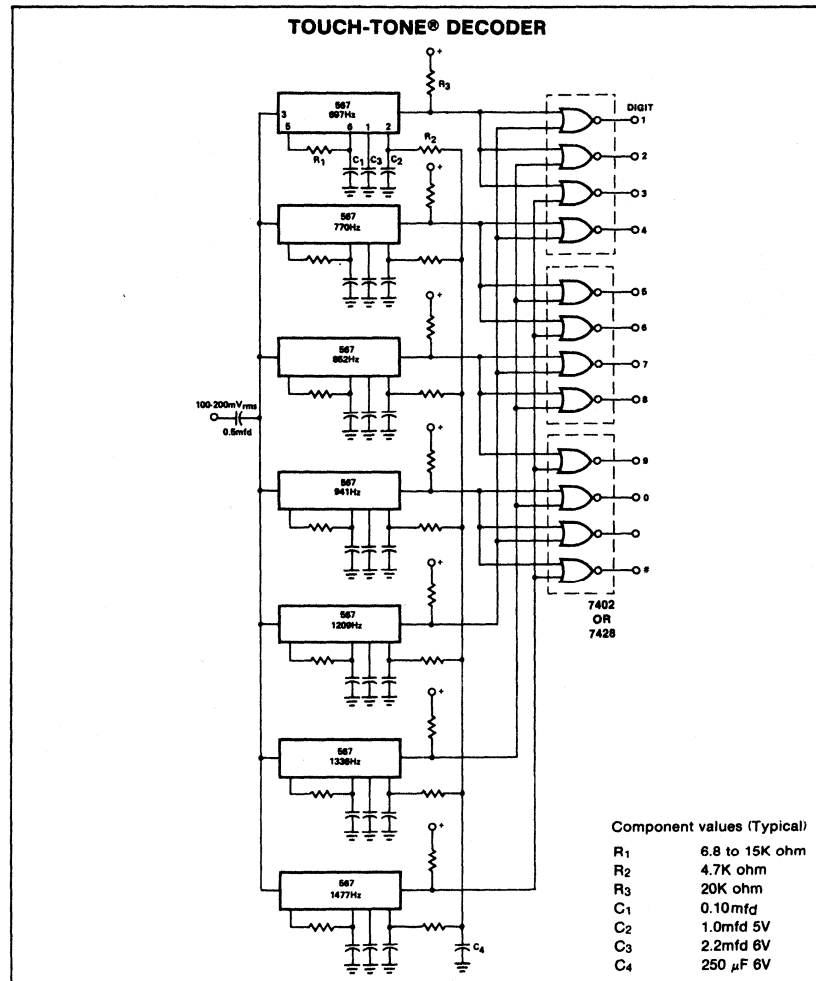 TOUCH-TONE® DECODER
+
R3
567
697Hz
3
5 6 1 2
R1
C1 C3 C2
R2
+
567
770Hz
+
567
852Hz
100-200mVrms
0.5mfd
+
567
941Hz
+
567
1209Hz
+
567
1336Hz
+
567
1477Hz
C4
DIGIT
1
2
3
4
5
6
7
8
9
0
#
7402
OR
7428
Component values (Typical)
R1 6.8 to 15K ohm
R2 4.7K ohm
R3 20K ohm
C1 0.10mfd
C2 1.0mfd 5V
C3 2.2mfd 6V
C4 250 μF 6V